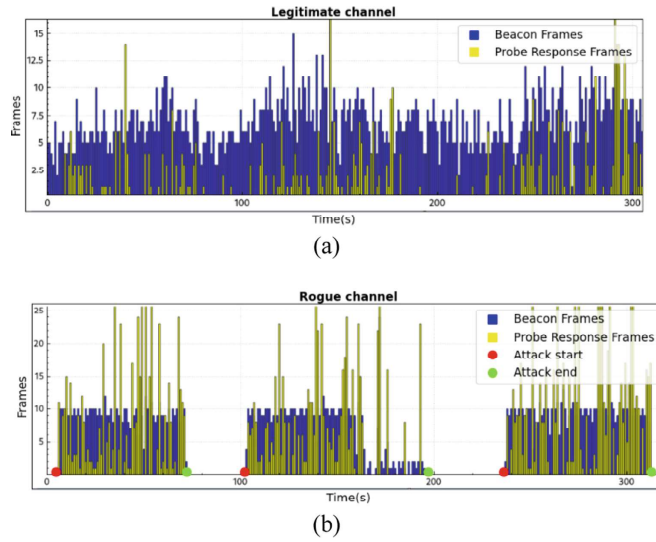 Legitimate channel
Beacon Frames
Probe Response Frames
15
12.5
10
7.5
5
2.5
Frames
0
100
200
300
Time(s)
(a)
Rogue channel
Beacon Frames
Probe Response Frames
Attack start
Attack end
25
20
15
10
5
Frames
0
100
200
300
Time(s)
(b)